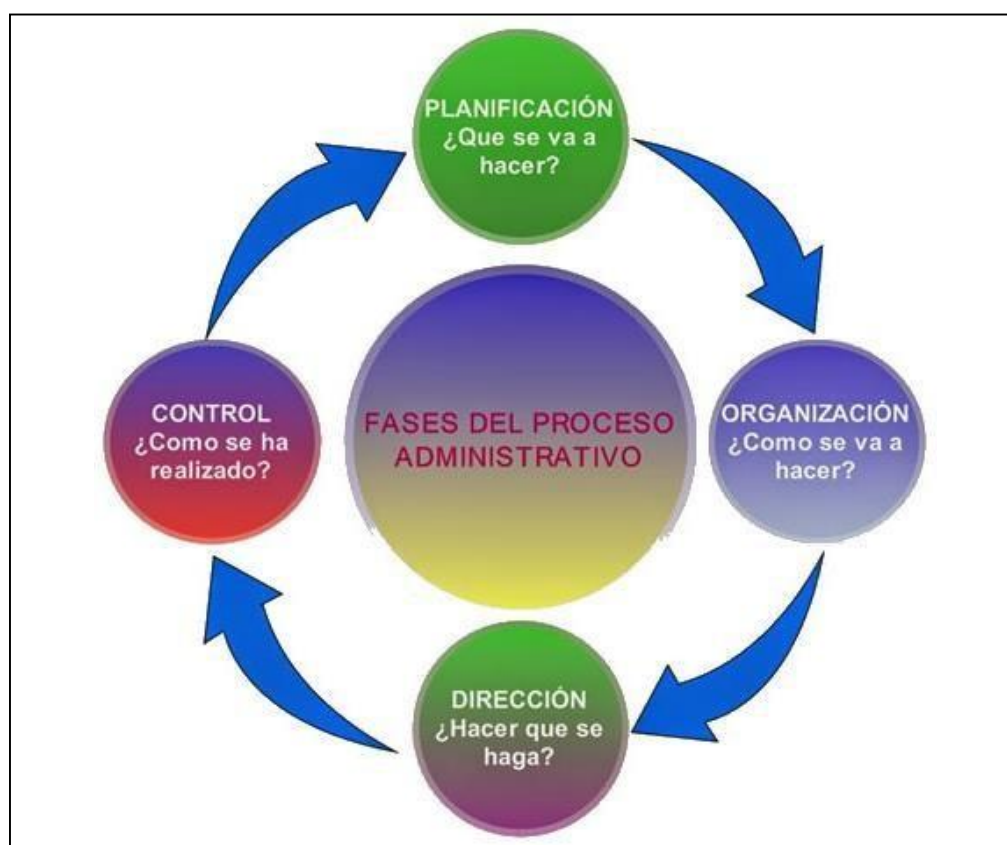 PLANIFICACIÓN
¿Que se va a
hacer?
ORGANIZACIÓN
¿Como se va a
hacer?
DIRECCIÓN
¿Hacer que se
haga?
CONTROL
¿Como se ha
realizado?
FASES DEL PROCESO
ADMINISTRATIVO